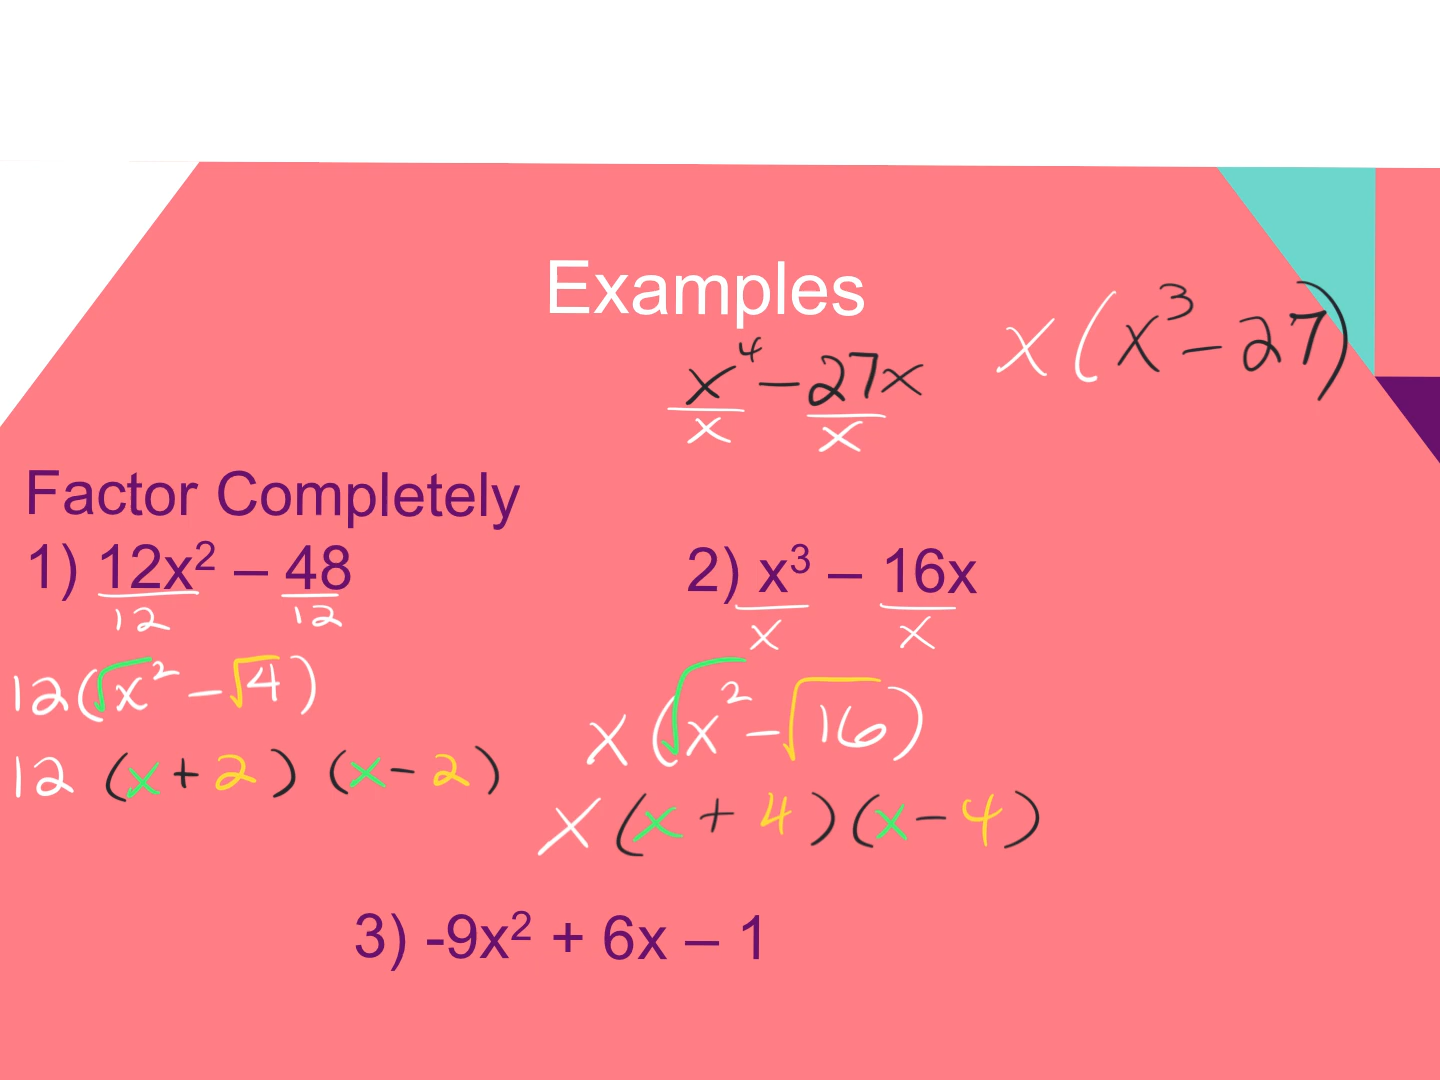 Examples
x⁴ – 27x x(x³ – 27)
x x
Factor Completely
1) 12x² – 48 2) x³ – 16x
12 12 x x
12(√x² – √4) x(√x² – √16)
12 (x + 2) (x – 2) x(x + 4)(x – 4)
3) -9x² + 6x – 1